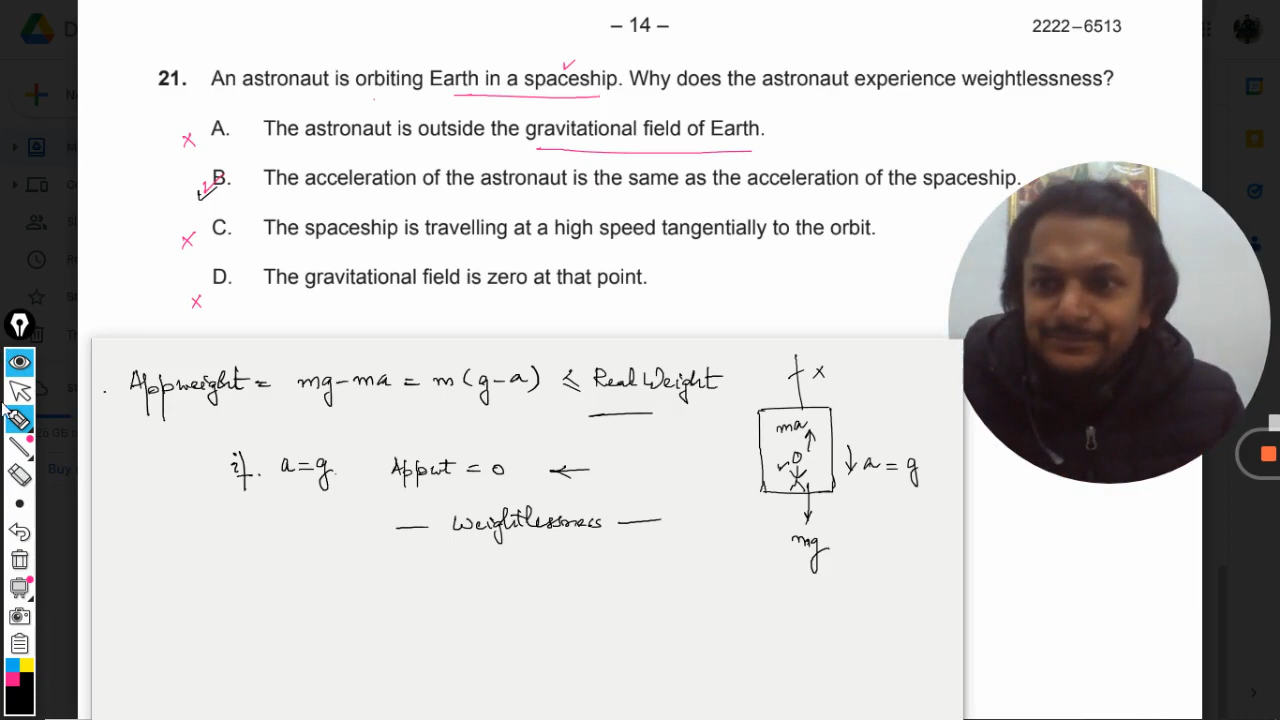 – 14 –
2222–6513
21. An astronaut is orbiting Earth in a spaceship. Why does the astronaut experience weightlessness?
A. The astronaut is outside the gravitational field of Earth.
B. The acceleration of the astronaut is the same as the acceleration of the spaceship.
C. The spaceship is travelling at a high speed tangentially to the orbit.
D. The gravitational field is zero at that point.
Appweight = mg - ma = m(g-a) ⩽ Real Weight
if a=g. App wt = 0 ←
— Weightlessness —
x
ma
↓a = g
mg
Buy